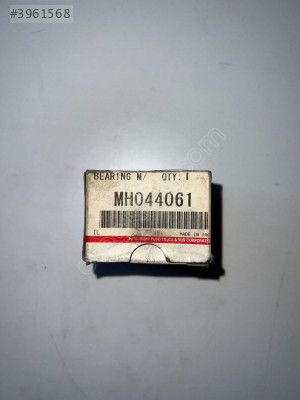 #3961568
BEARING M/ QTY: 1
MH044061
MADE IN JAPAN
MITSUBISHI FUSO TRUCK & BUS CORPORATION